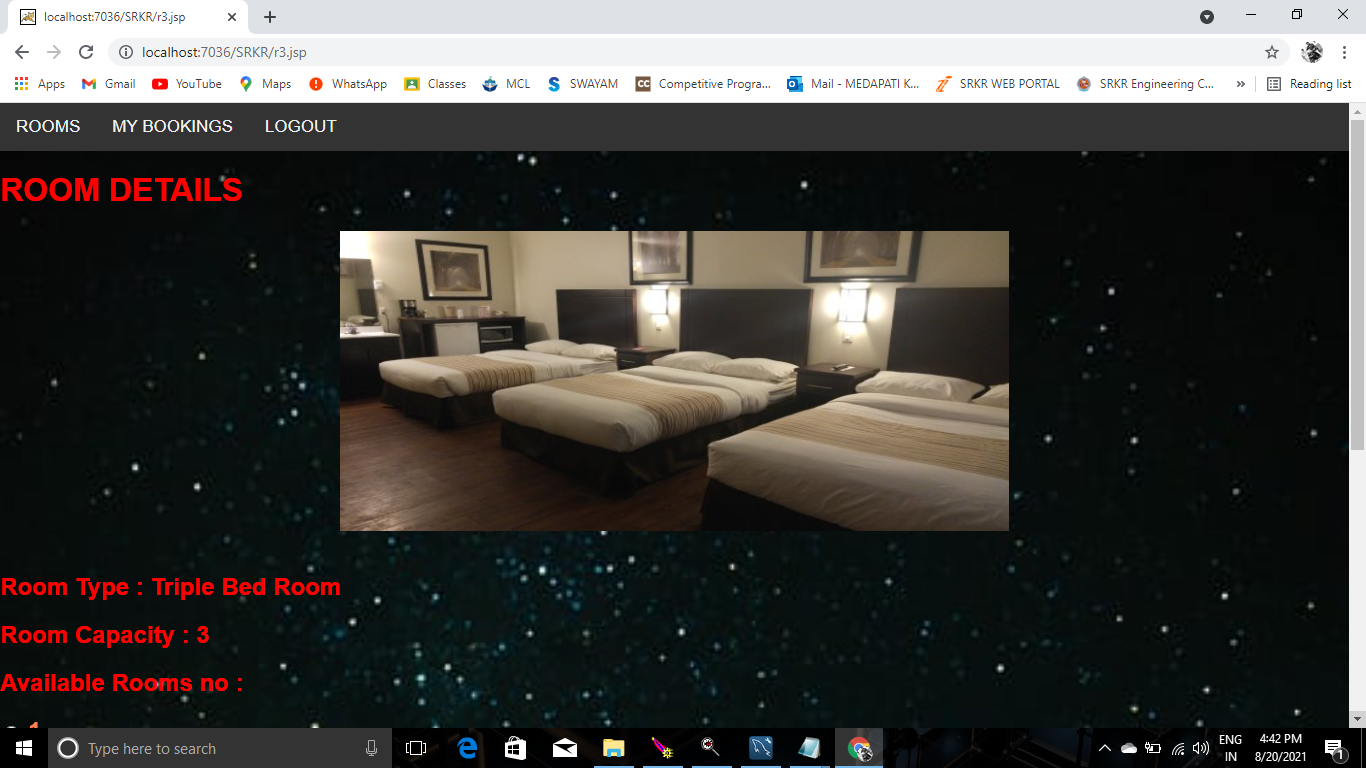 localhost:7036/SRKR/r3.jsp
localhost:7036/SRKR/r3.jsp
Apps Gmail YouTube Maps WhatsApp Classes MCL SWAYAM Competitive Progra... Mail - MEDAPATI K... SRKR WEB PORTAL SRKR Engineering C... » Reading list
ROOMS MY BOOKINGS LOGOUT
ROOM DETAILS
Room Type : Triple Bed Room
Room Capacity : 3
Available Rooms no :
Type here to search
ENG 4:42 PM
IN 8/20/2021 1